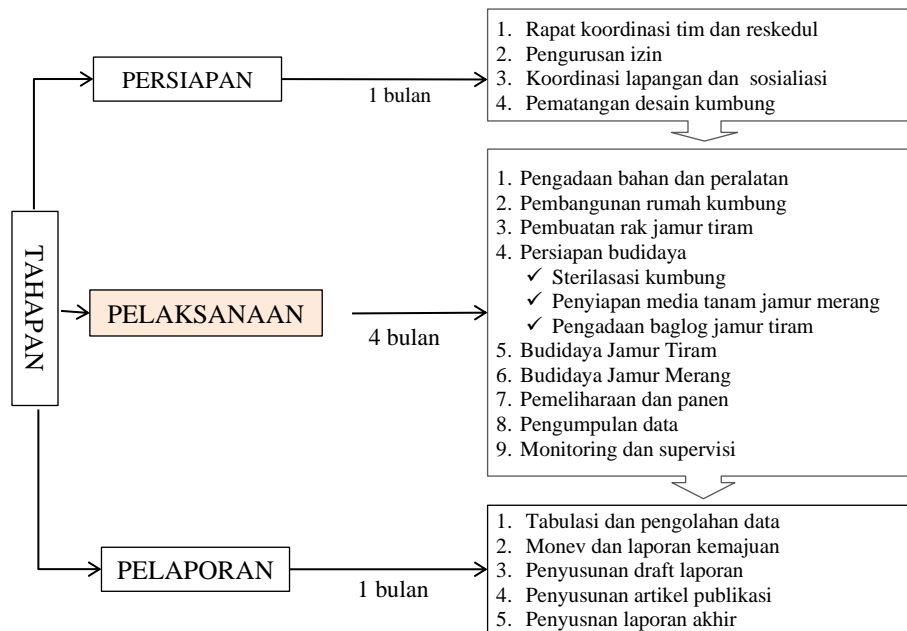 TAHAPAN
PERSIAPAN
1 bulan
1. Rapat koordinasi tim dan reskedul
2. Pengurusan izin
3. Koordinasi lapangan dan sosialiasi
4. Pematangan desain kumbung
PELAKSANAAN
4 bulan
1. Pengadaan bahan dan peralatan
2. Pembangunan rumah kumbung
3. Pembuatan rak jamur tiram
4. Persiapan budidaya
✓ Sterilasasi kumbung
✓ Penyiapan media tanam jamur merang
✓ Pengadaan baglog jamur tiram
5. Budidaya Jamur Tiram
6. Budidaya Jamur Merang
7. Pemeliharaan dan panen
8. Pengumpulan data
9. Monitoring dan supervisi
PELAPORAN
1 bulan
1. Tabulasi dan pengolahan data
2. Monev dan laporan kemajuan
3. Penyusunan draft laporan
4. Penyusunan artikel publikasi
5. Penyusnan laporan akhir